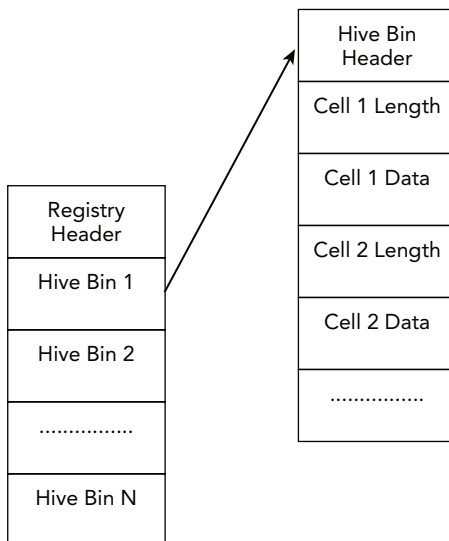 Registry
Header
Hive Bin 1
Hive Bin 2
................
Hive Bin N
Hive Bin
Header
Cell 1 Length
Cell 1 Data
Cell 2 Length
Cell 2 Data
................